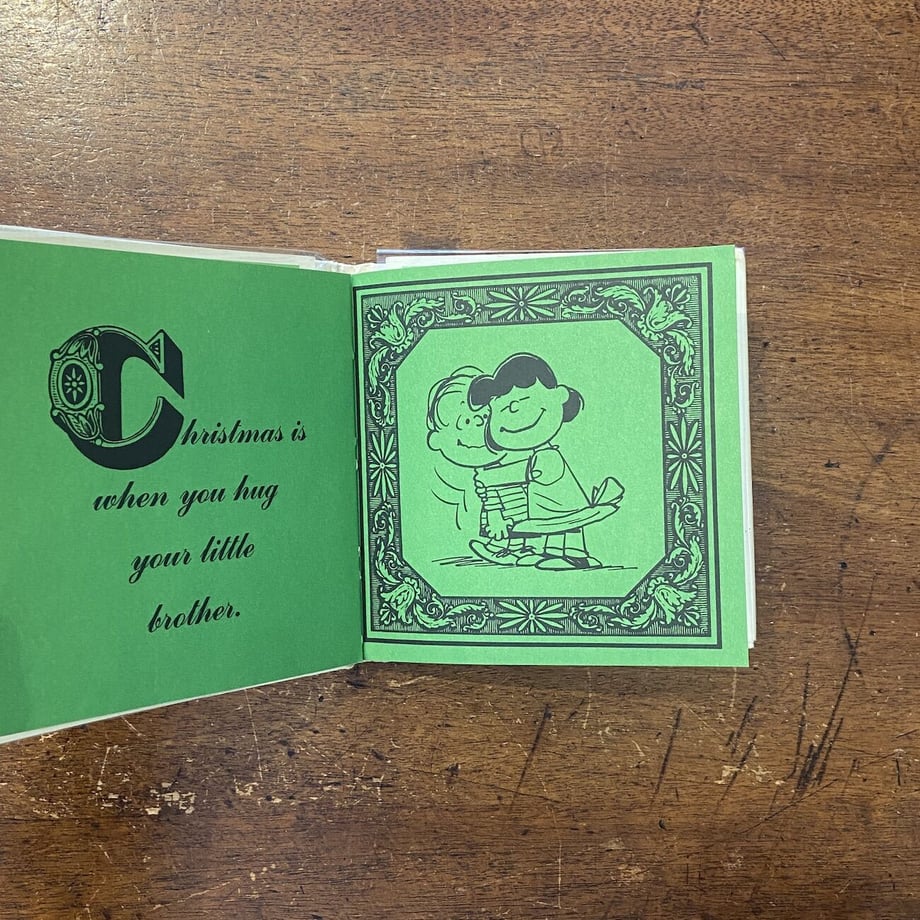 Christmas is
when you hug
your little
brother.